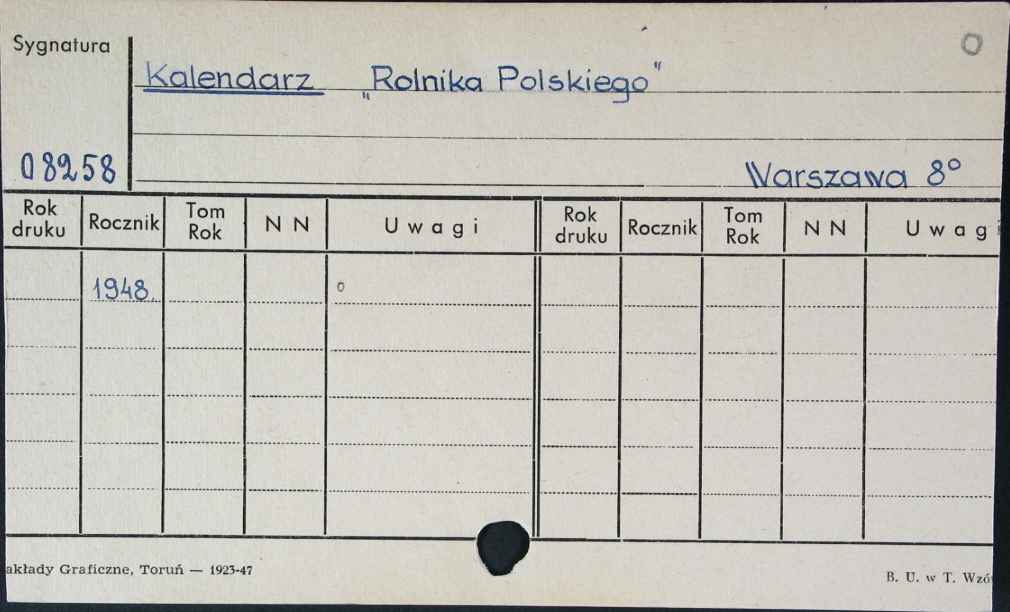 Sygnatura
Kalendarz „Rolnika Polskiego"
08258
Warszawa 8°
Rok druku Rocznik Tom Rok N N Uwagi Rok druku Rocznik Tom Rok N N Uwagi
1948
akłady Graficzne, Toruń — 1923-47
B. U. w T. Wzó